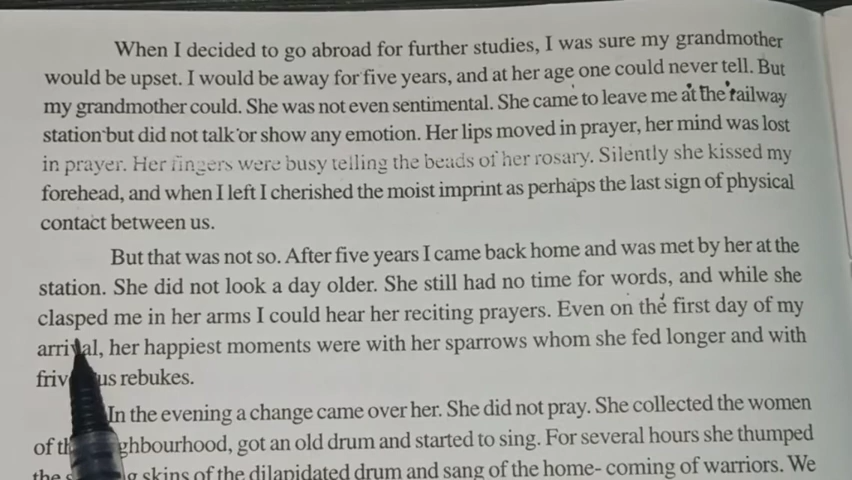 When I decided to go abroad for further studies, I was sure my grandmother
would be upset. I would be away for five years, and at her age one could never tell. But
my grandmother could. She was not even sentimental. She came to leave me at the railway
station but did not talk or show any emotion. Her lips moved in prayer, her mind was lost
in prayer. Her fingers were busy telling the beads of her rosary. Silently she kissed my
forehead, and when I left I cherished the moist imprint as perhaps the last sign of physical
contact between us.
But that was not so. After five years I came back home and was met by her at the
station. She did not look a day older. She still had no time for words, and while she
clasped me in her arms I could hear her reciting prayers. Even on the first day of my
arrival, her happiest moments were with her sparrows whom she fed longer and with
rebukes.
In the evening a change came over her. She did not pray. She collected the women
of got an old drum and started to sing. For several hours she thumped
the skins of the dilapidated drum and sang of the home- coming of warriors. We